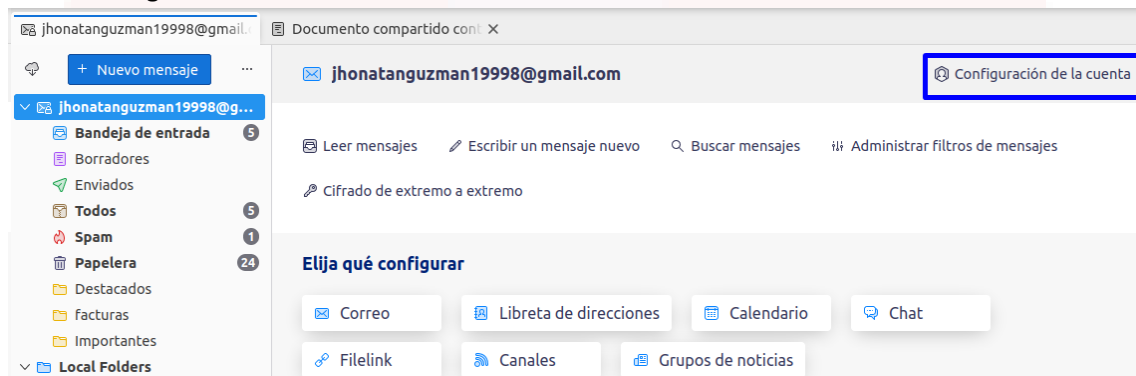 jhonatanguzman19998@gmail.
Documento compartido con
+ Nuevo mensaje
jhonatanguzman19998@gmail.com
Configuración de la cuenta
jhonatanguzman19998@g...
Bandeja de entrada 5
Borradores
Enviados
Todos 5
Spam 1
Papelera 24
Destacados
facturas
Importantes
Local Folders
Leer mensajes
Escribir un mensaje nuevo
Buscar mensajes
Administrar filtros de mensajes
Cifrado de extremo a extremo
Elija qué configurar
Correo
Libreta de direcciones
Calendario
Chat
Filelink
Canales
Grupos de noticias